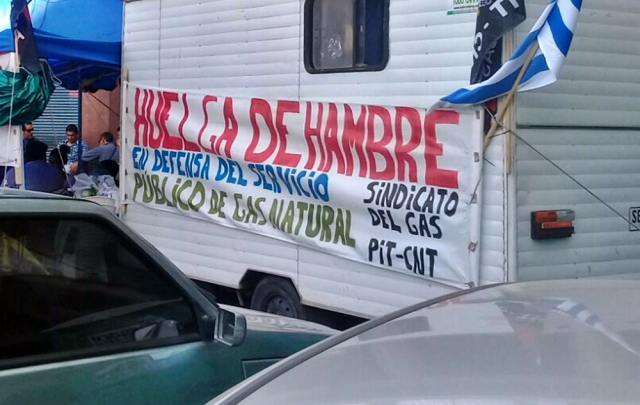 HUELGA DE HAMBRE
EN DEFENSA DEL SERVICIO
PÚBLICO DE GAS NATURAL
SINDICATO
DEL GAS
PIT-CNT